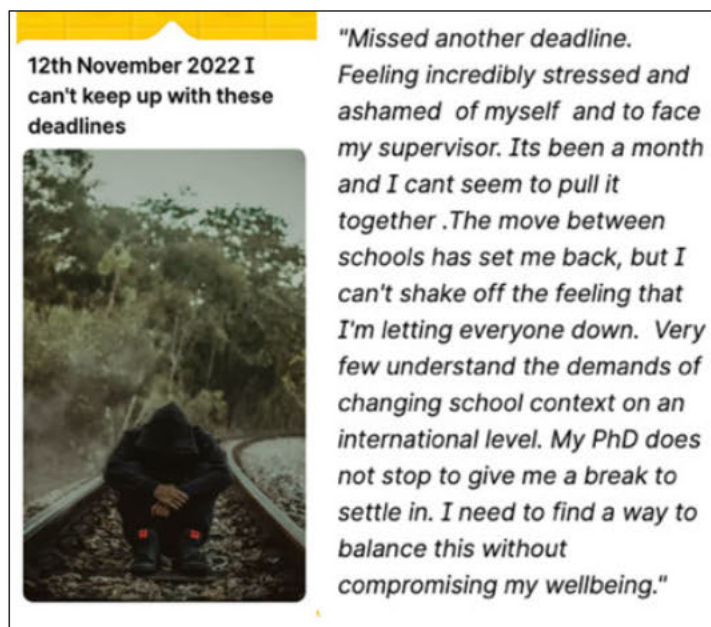 12th November 2022 I
can't keep up with these
deadlines
"Missed another deadline.
Feeling incredibly stressed and
ashamed of myself and to face
my supervisor. Its been a month
and I cant seem to pull it
together .The move between
schools has set me back, but I
can't shake off the feeling that
I'm letting everyone down. Very
few understand the demands of
changing school context on an
international level. My PhD does
not stop to give me a break to
settle in. I need to find a way to
balance this without
compromising my wellbeing."